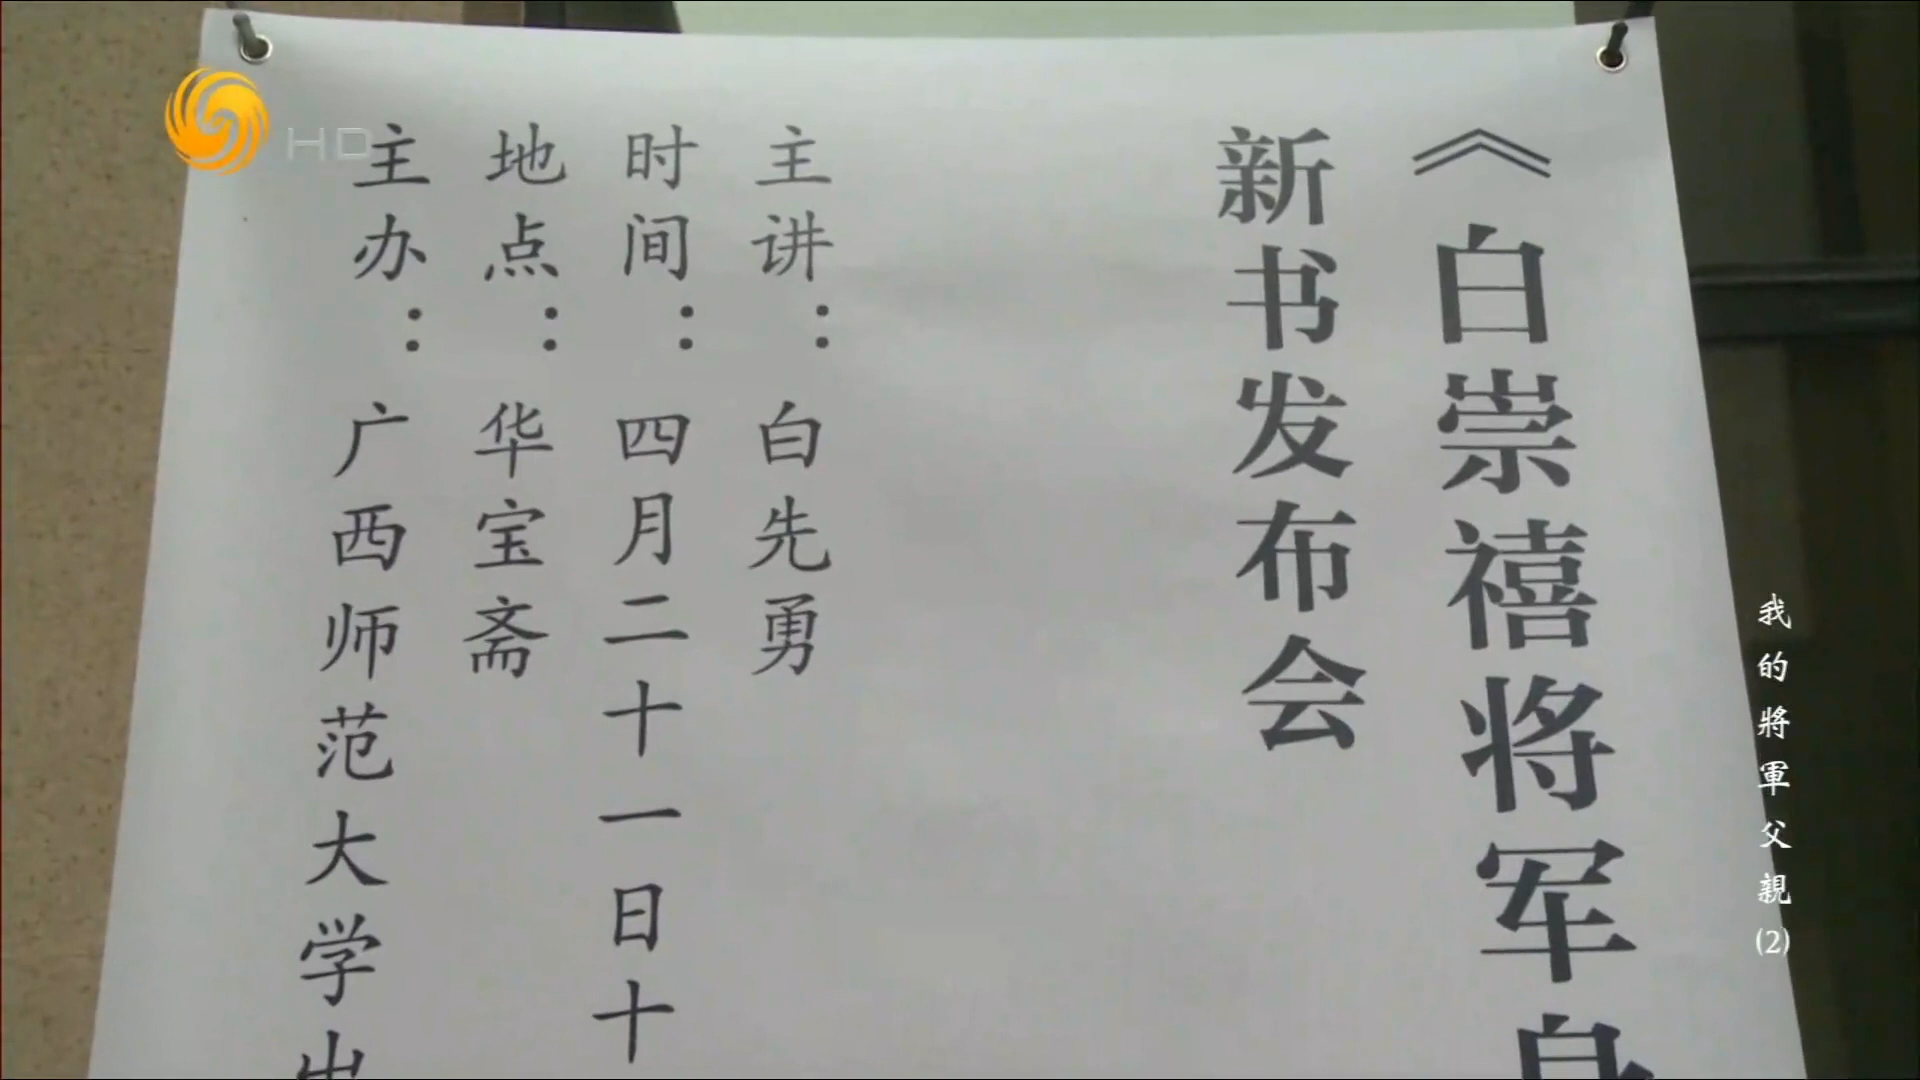 《白崇禧将军身
新书发布会
主讲：白先勇
时间：四月二十一日十
地点：华宝斋
主办：广西师范大学出
HD
我的將軍父親(2)